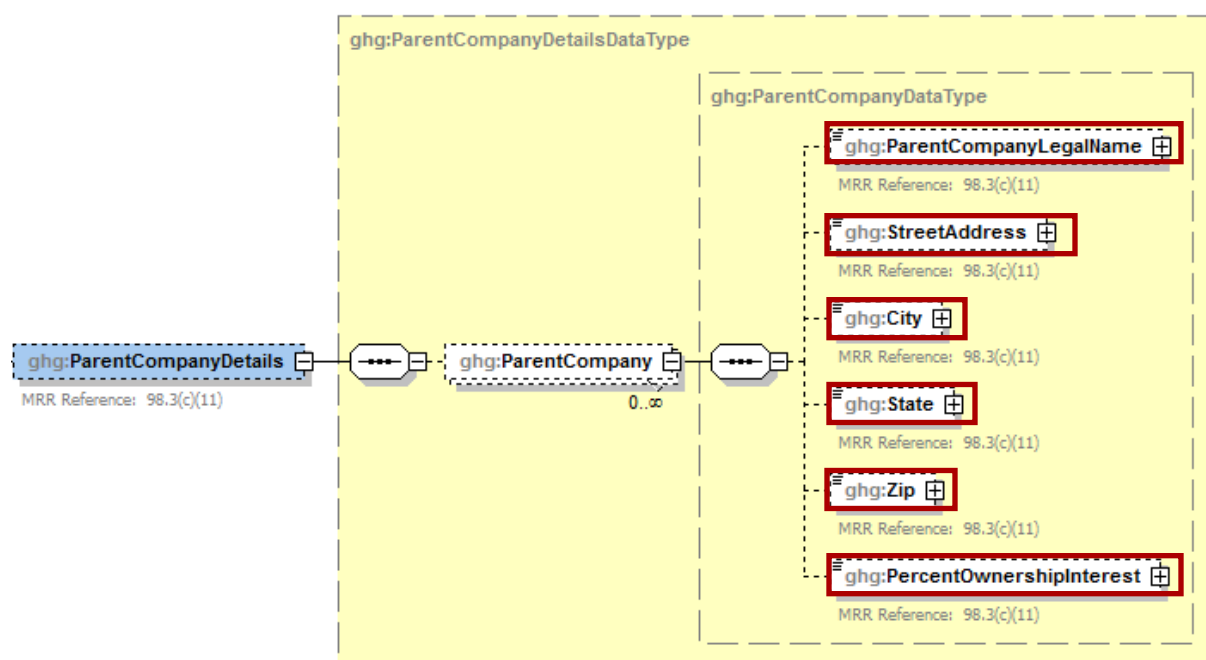 ghg:ParentCompanyDetailsDataType
ghg:ParentCompanyDataType
ghg:ParentCompanyLegalName
MRR Reference: 98.3(c)(11)
ghg:StreetAddress
MRR Reference: 98.3(c)(11)
ghg:City
MRR Reference: 98.3(c)(11)
ghg:ParentCompanyDetails
MRR Reference: 98.3(c)(11)
ghg:ParentCompany
0..∞
ghg:State
MRR Reference: 98.3(c)(11)
ghg:Zip
MRR Reference: 98.3(c)(11)
ghg:PercentOwnershipInterest
MRR Reference: 98.3(c)(11)